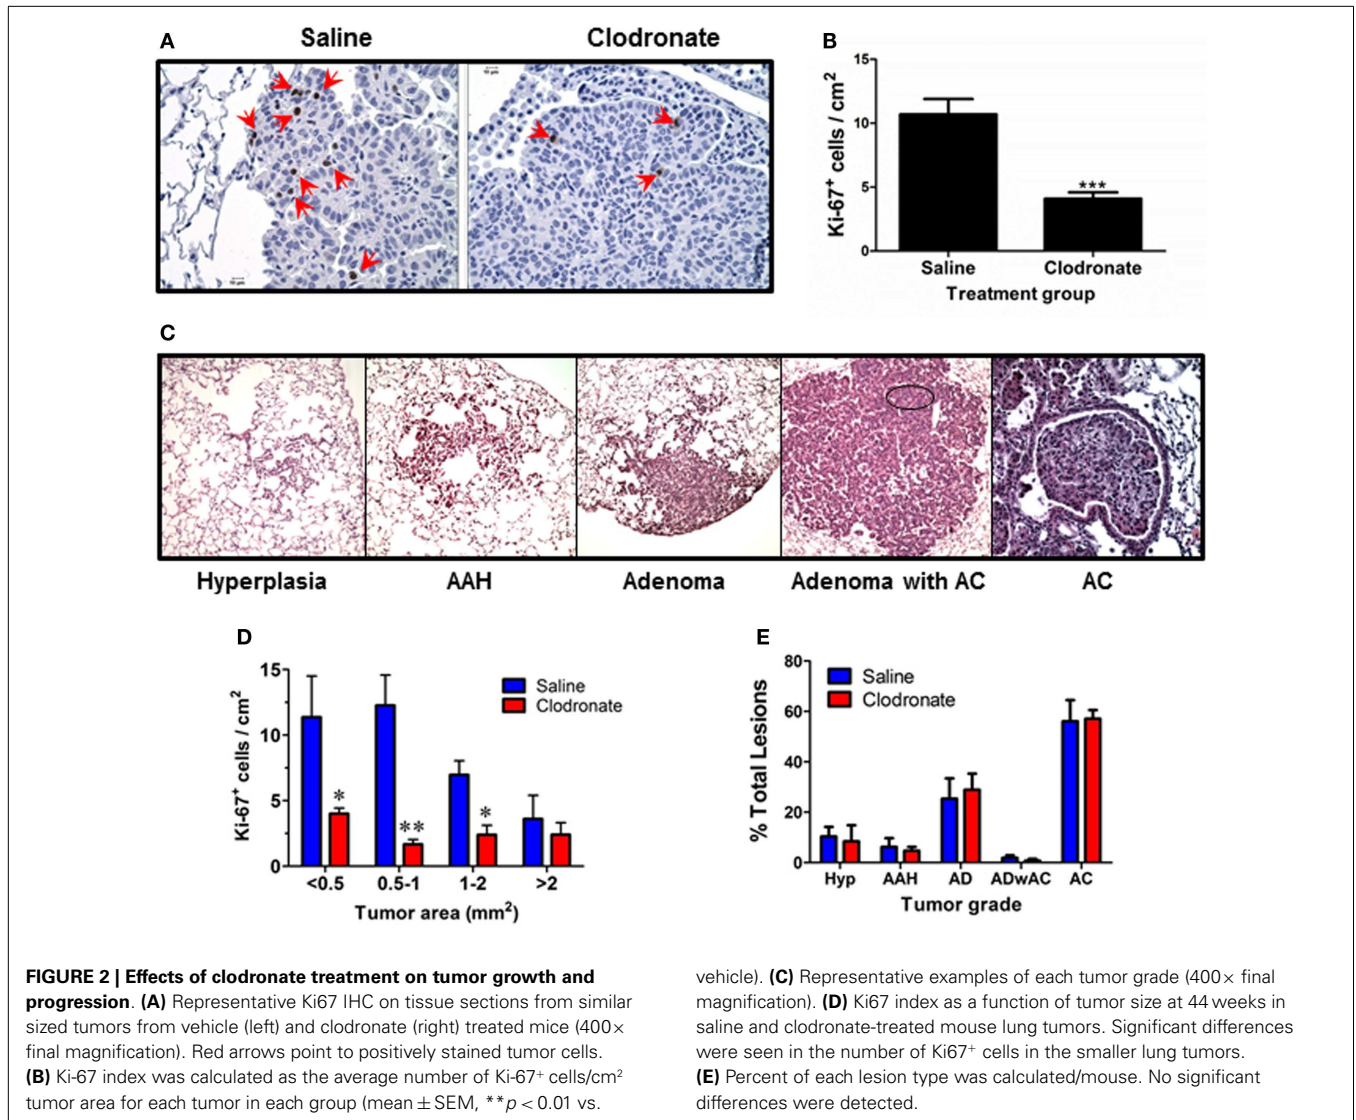 A
Saline
Clodronate
10 µm
10 µm
B
Ki-67⁺ cells / cm²
15
10
5
0
***
Saline
Clodronate
Treatment group
C
Hyperplasia
AAH
Adenoma
Adenoma with AC
AC
D
Ki-67⁺ cells / cm²
15
10
5
0
Saline
Clodronate
*
**
*
<0.5
0.5-1
1-2
>2
Tumor area (mm²)
E
% Total Lesions
80
60
40
20
0
Saline
Clodronate
Hyp
AAH
AD
ADwAC
AC
Tumor grade
FIGURE 2 | Effects of clodronate treatment on tumor growth and
progression. (A) Representative Ki67 IHC on tissue sections from similar
sized tumors from vehicle (left) and clodronate (right) treated mice (400×
final magnification). Red arrows point to positively stained tumor cells.
(B) Ki-67 index was calculated as the average number of Ki-67⁺ cells/cm²
tumor area for each tumor in each group (mean ± SEM, **p < 0.01 vs.
vehicle). (C) Representative examples of each tumor grade (400× final
magnification). (D) Ki67 index as a function of tumor size at 44 weeks in
saline and clodronate-treated mouse lung tumors. Significant differences
were seen in the number of Ki67⁺ cells in the smaller lung tumors.
(E) Percent of each lesion type was calculated/mouse. No significant
differences were detected.